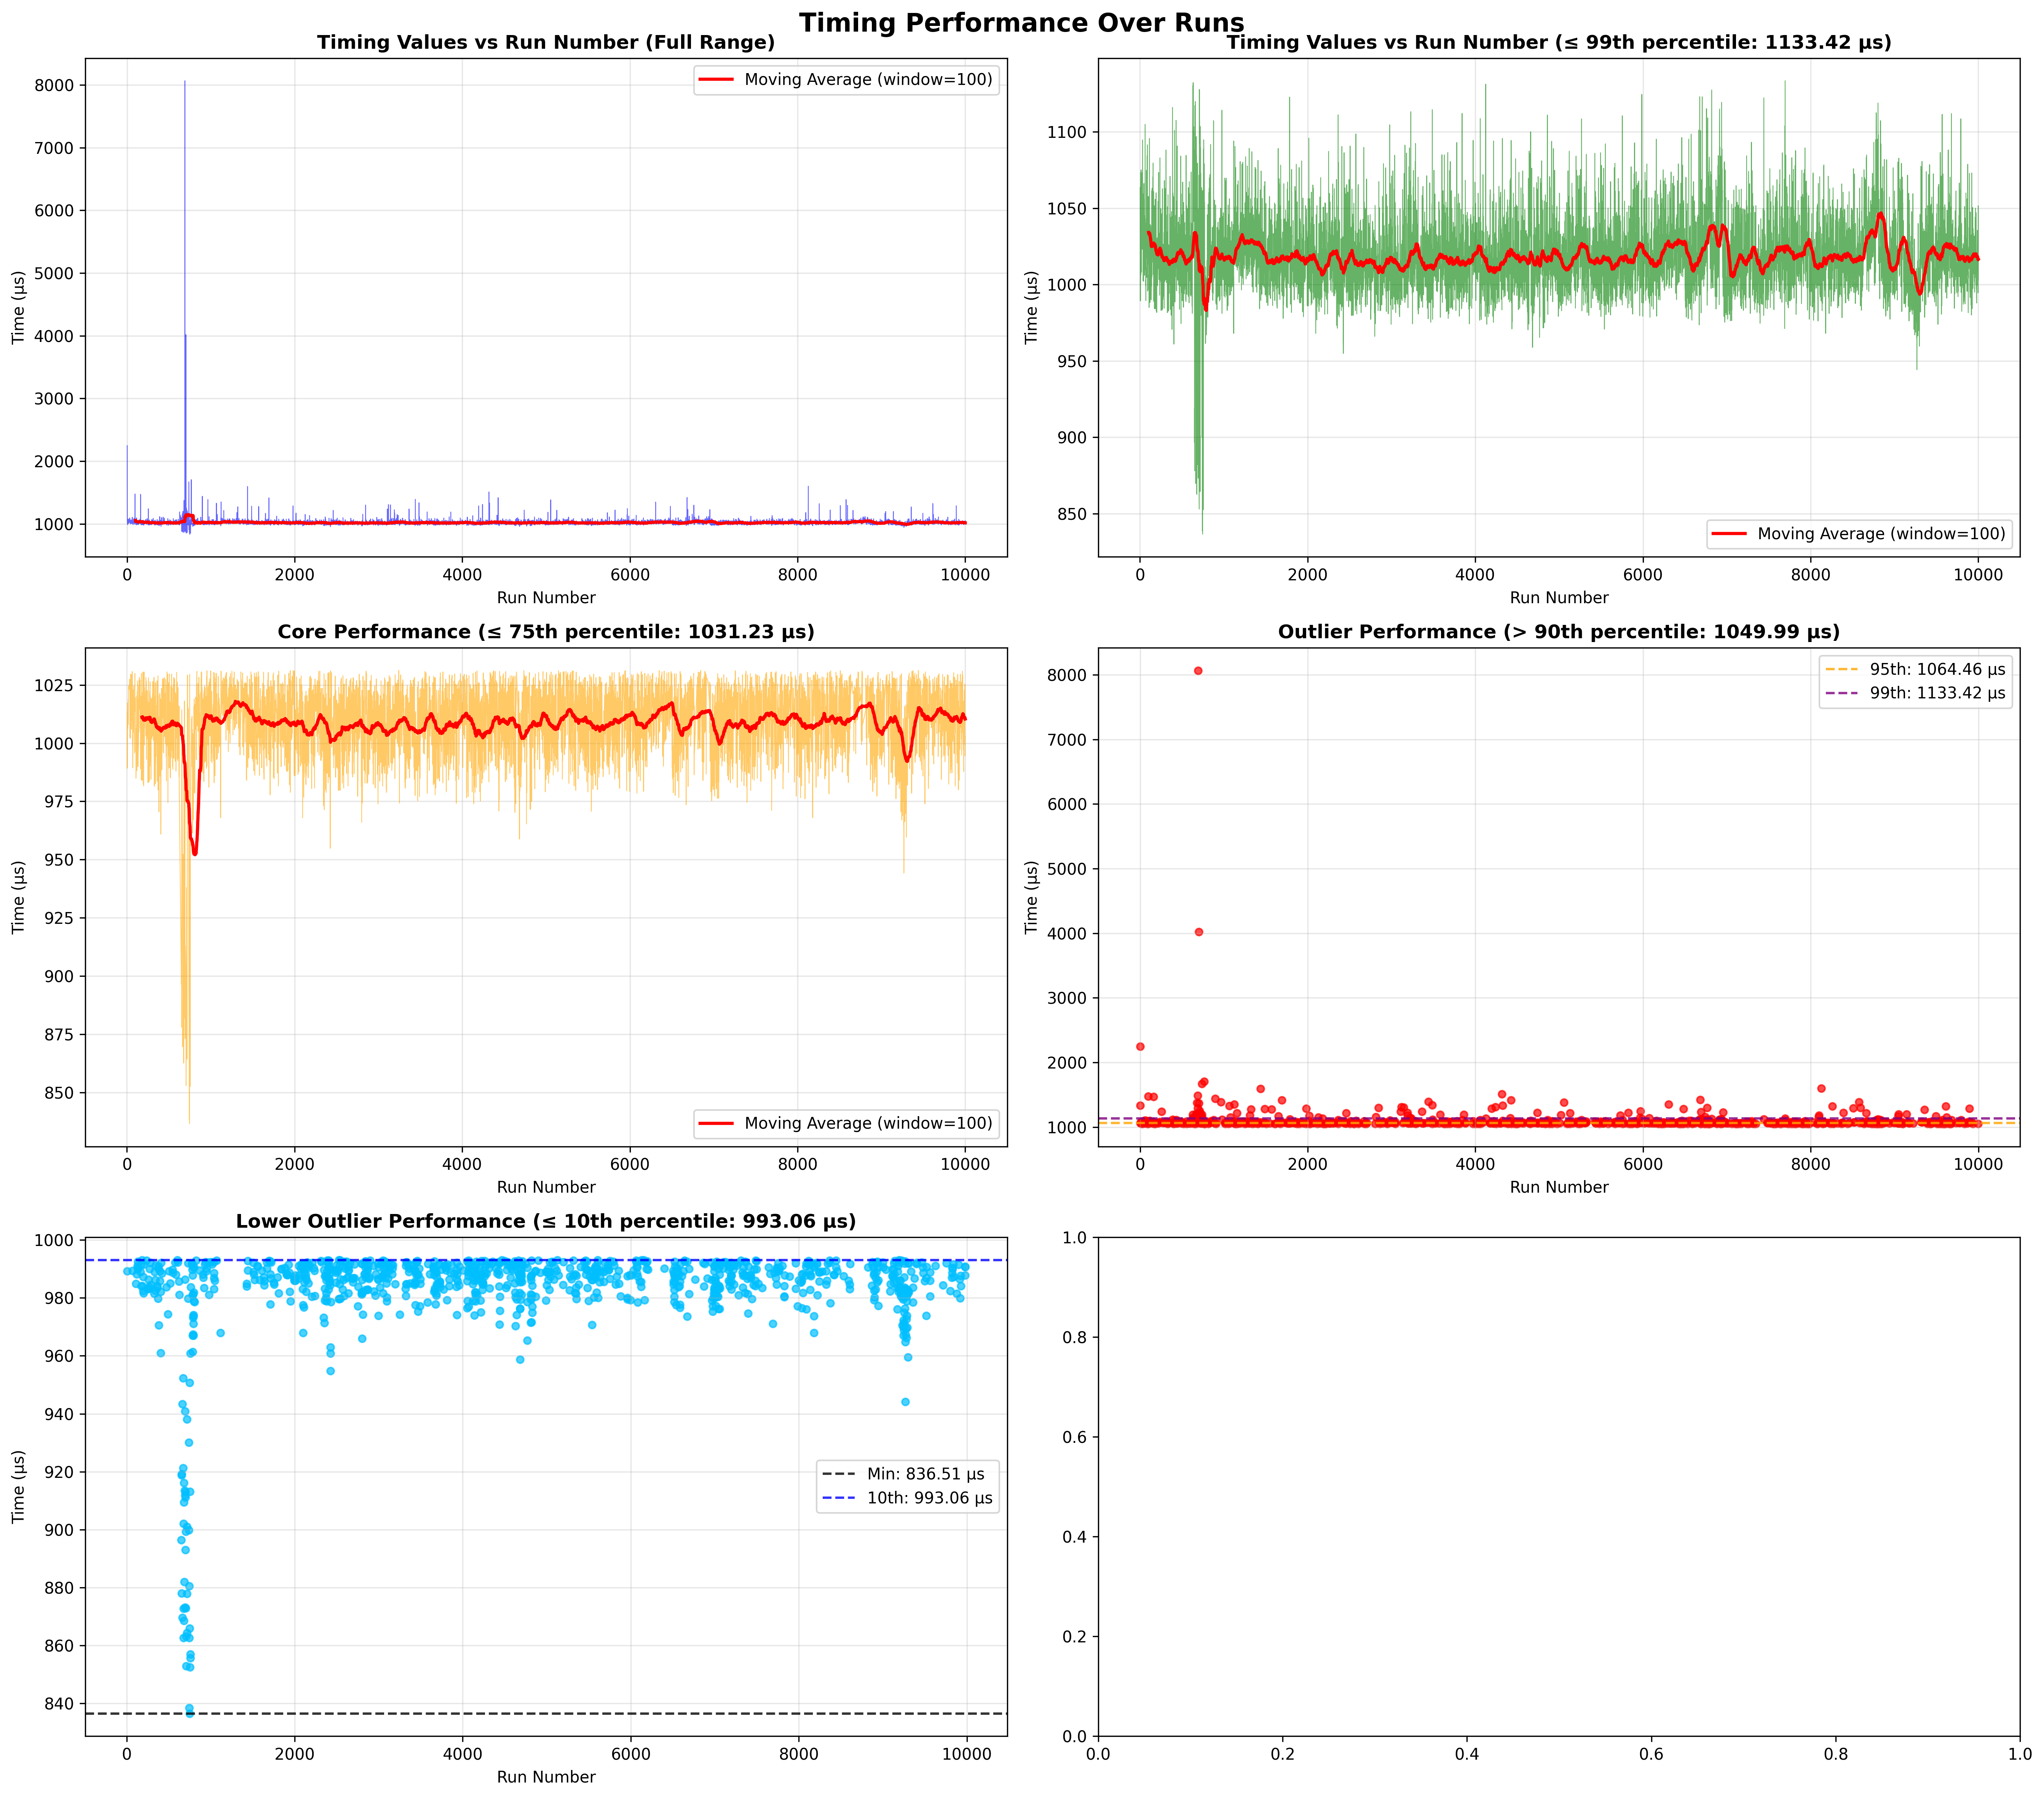 Timing Performance Over Runs
Timing Values vs Run Number (Full Range)
8000
7000
6000
5000
4000
3000
2000
1000
Time (µs)
Moving Average (window=100)
0 2000 4000 6000 8000 10000
Run Number
Timing Values vs Run Number (≤ 99th percentile: 1133.42 µs)
1100
1050
1000
950
900
850
Time (µs)
Moving Average (window=100)
0 2000 4000 6000 8000 10000
Run Number
Core Performance (≤ 75th percentile: 1031.23 µs)
1025
1000
975
950
925
900
875
850
Time (µs)
Moving Average (window=100)
0 2000 4000 6000 8000 10000
Run Number
Outlier Performance (> 90th percentile: 1049.99 µs)
8000
7000
6000
5000
4000
3000
2000
1000
Time (µs)
95th: 1064.46 µs
99th: 1133.42 µs
0 2000 4000 6000 8000 10000
Run Number
Lower Outlier Performance (≤ 10th percentile: 993.06 µs)
1000
980
960
940
920
900
880
860
840
Time (µs)
Min: 836.51 µs
10th: 993.06 µs
0 2000 4000 6000 8000 10000
Run Number
1.0
0.8
0.6
0.4
0.2
0.0
0.0 0.2 0.4 0.6 0.8 1.0